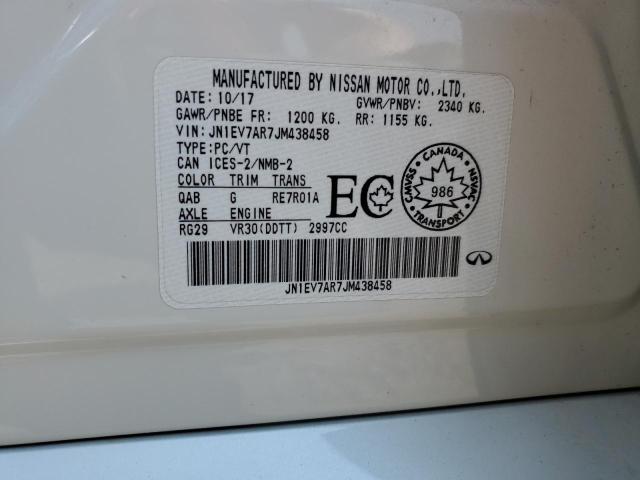 MANUFACTURED BY NISSAN MOTOR CO.,LTD.
DATE: 10/17 GVWR/PNBV: 2340 KG.
GAWR/PNBE FR: 1200 KG. RR: 1155 KG.
VIN: JN1EV7AR7JM438458
TYPE: PC/VT
CAN ICES-2/NMB-2
COLOR TRIM TRANS
QAB G RE7R01A
AXLE ENGINE
RG29 VR30(DDTT) 2997CC
EC
CANADA
CMVSS NSVAC
986
TRANSPORT
JN1EV7AR7JM438458